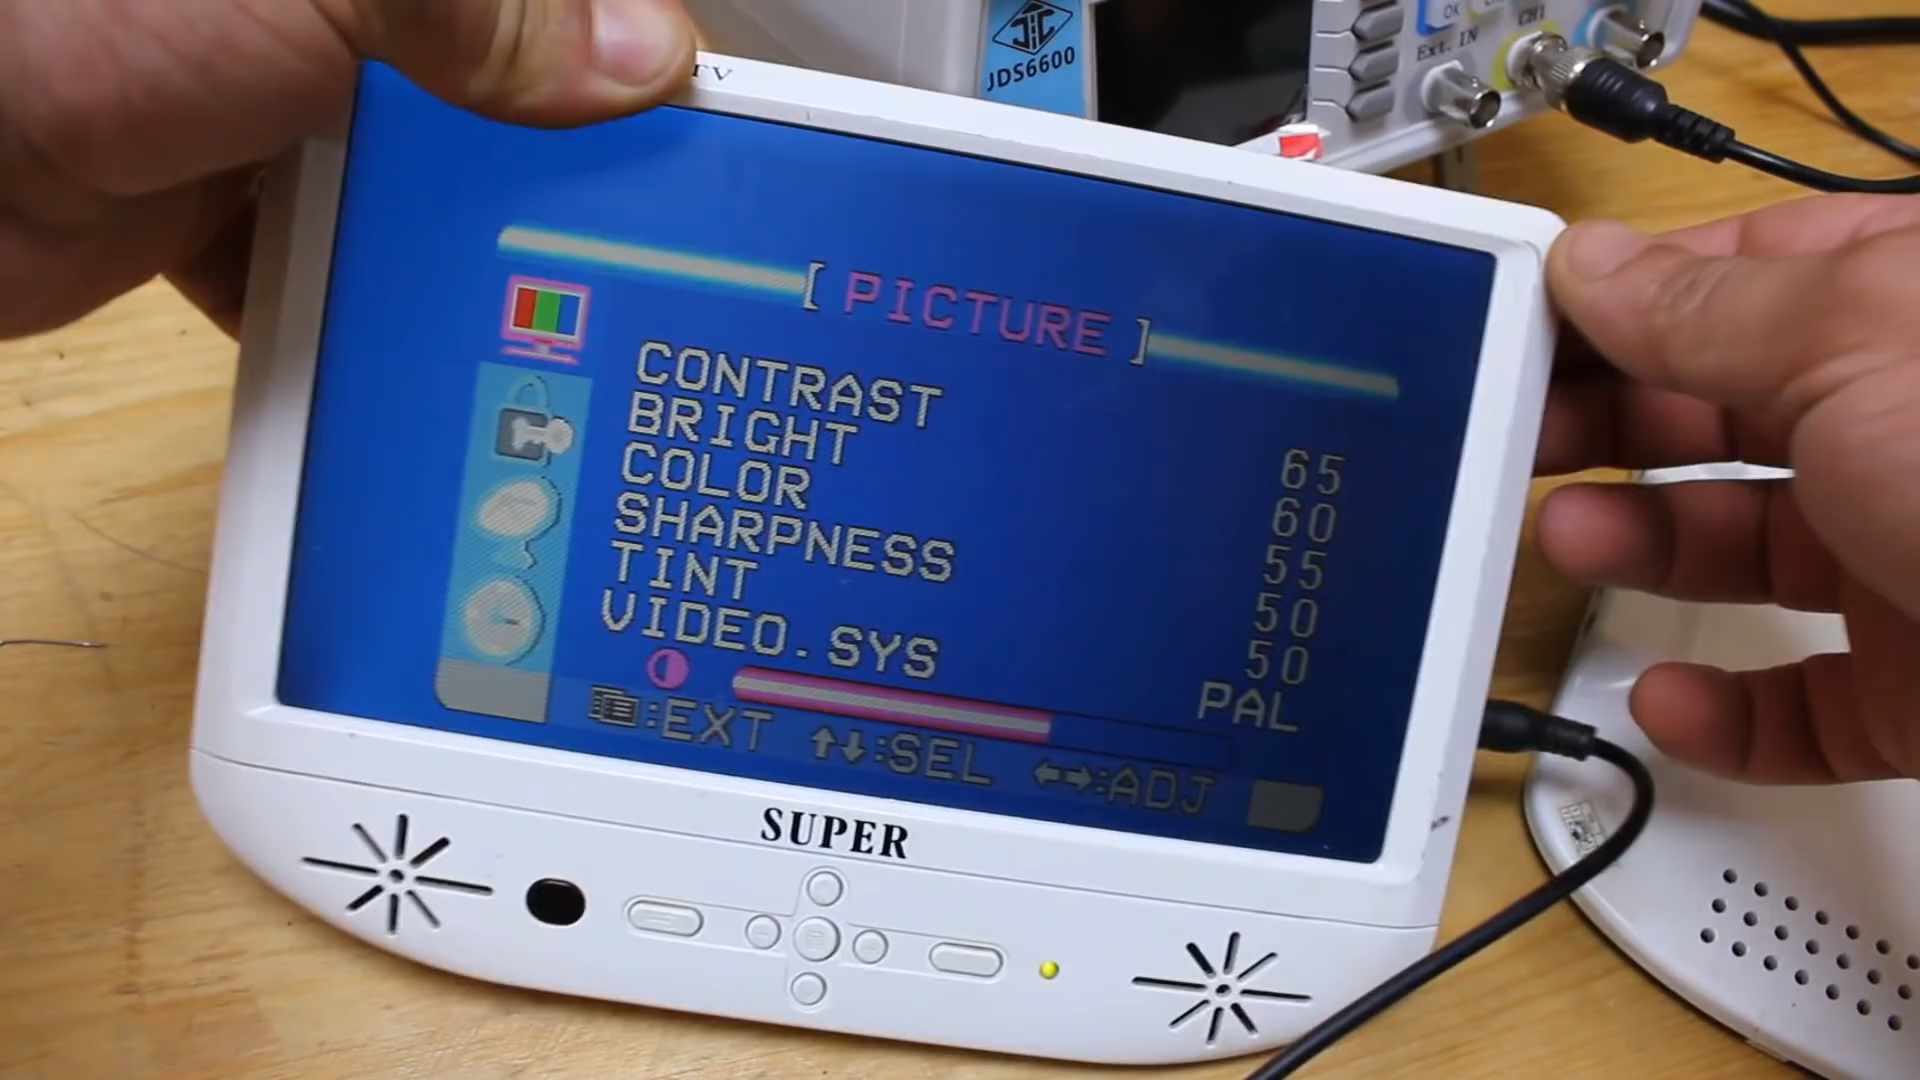 JDS6600
OK
Ext. IN
CH1
TV
[ PICTURE ]
CONTRAST 65
BRIGHT 60
COLOR 55
SHARPNESS 50
TINT 50
VIDEO.SYS PAL
:EXT :SEL :ADJ
SUPER